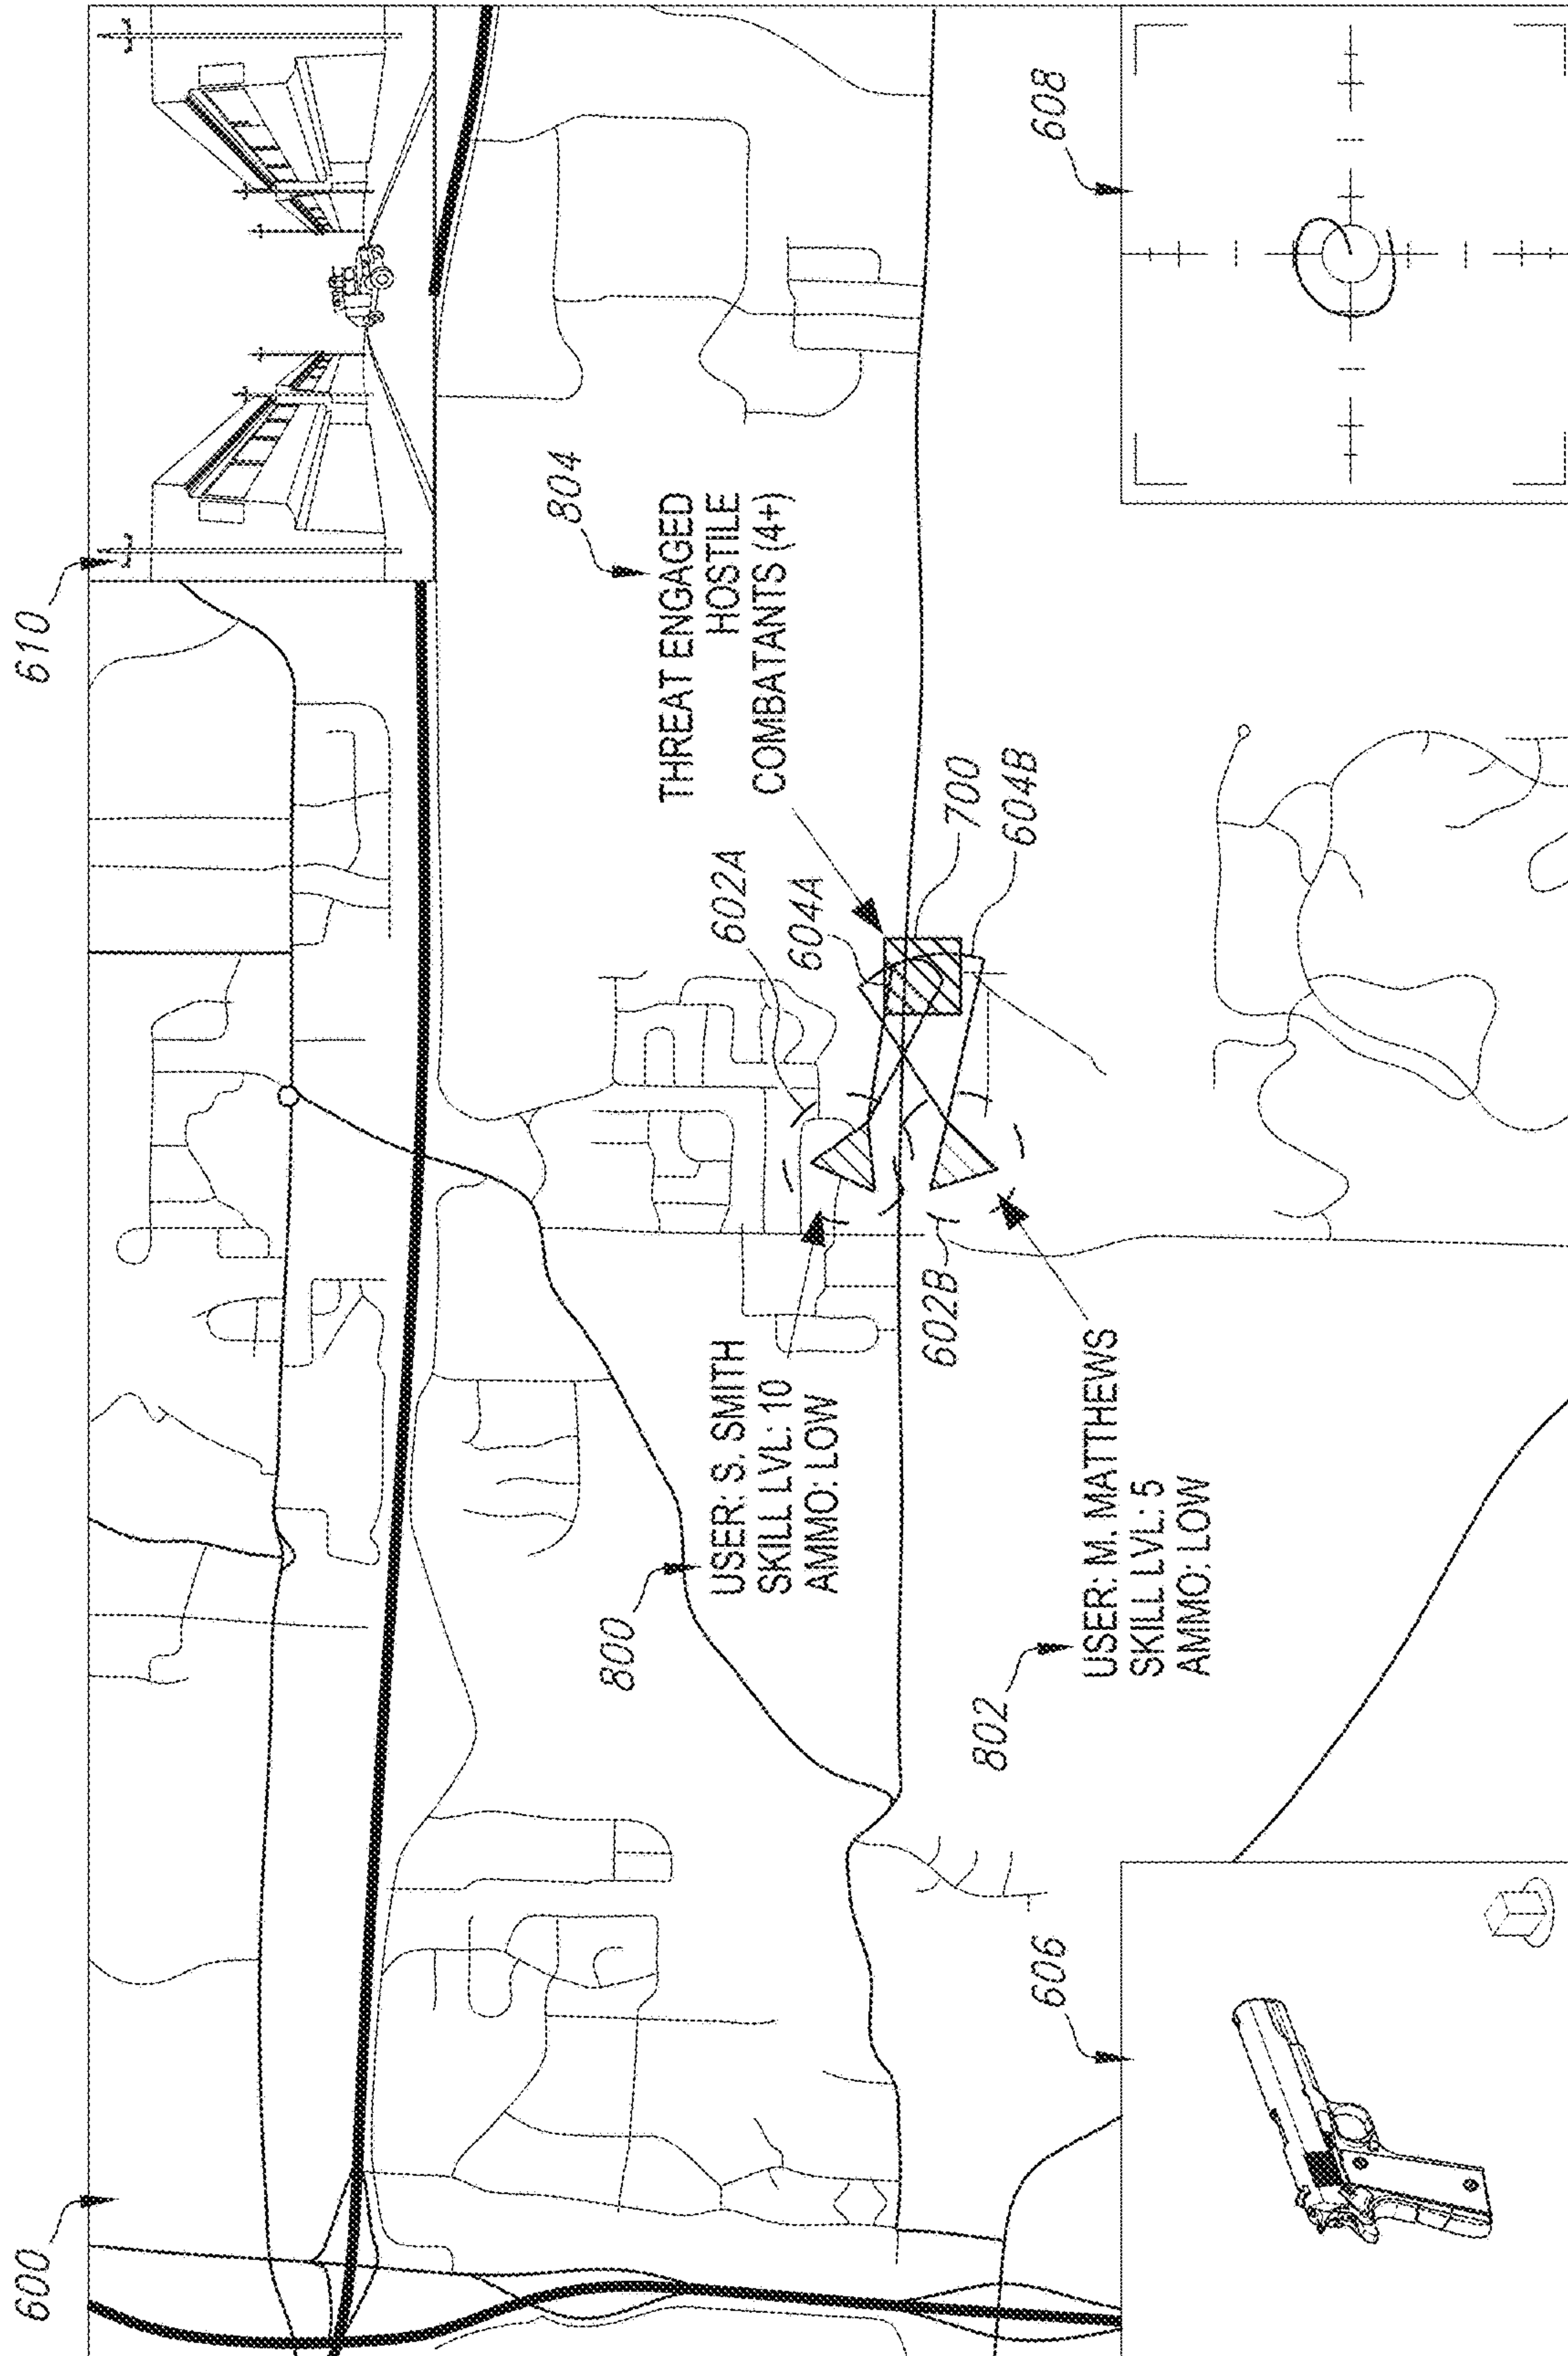 600
610
800
USER: S. SMITH
SKILL LVL: 10
AMMO: LOW
804
THREAT ENGAGED
HOSTILE
COMBATANTS (4+)
602A
604A
700
604B
602B
802
USER: M. MATTHEWS
SKILL LVL: 5
AMMO: LOW
606
608